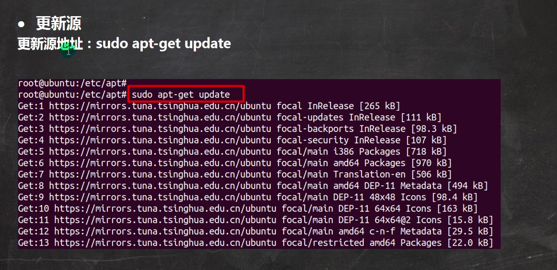 ● 更新源
更新源地址：sudo apt-get update
root@ubuntu:/etc/apt#
root@ubuntu:/etc/apt# sudo apt-get update
Get:1 https://mirrors.tuna.tsinghua.edu.cn/ubuntu focal InRelease [265 kB]
Get:2 https://mirrors.tuna.tsinghua.edu.cn/ubuntu focal-updates InRelease [111 kB]
Get:3 https://mirrors.tuna.tsinghua.edu.cn/ubuntu focal-backports InRelease [98.3 kB]
Get:4 https://mirrors.tuna.tsinghua.edu.cn/ubuntu focal-security InRelease [107 kB]
Get:5 https://mirrors.tuna.tsinghua.edu.cn/ubuntu focal/main i386 Packages [718 kB]
Get:6 https://mirrors.tuna.tsinghua.edu.cn/ubuntu focal/main amd64 Packages [970 kB]
Get:7 https://mirrors.tuna.tsinghua.edu.cn/ubuntu focal/main Translation-en [506 kB]
Get:8 https://mirrors.tuna.tsinghua.edu.cn/ubuntu focal/main amd64 DEP-11 Metadata [494 kB]
Get:9 https://mirrors.tuna.tsinghua.edu.cn/ubuntu focal/main DEP-11 48x48 Icons [98.4 kB]
Get:10 https://mirrors.tuna.tsinghua.edu.cn/ubuntu focal/main DEP-11 64x64 Icons [163 kB]
Get:11 https://mirrors.tuna.tsinghua.edu.cn/ubuntu focal/main DEP-11 64x64@2 Icons [15.8 kB]
Get:12 https://mirrors.tuna.tsinghua.edu.cn/ubuntu focal/main amd64 c-n-f Metadata [29.5 kB]
Get:13 https://mirrors.tuna.tsinghua.edu.cn/ubuntu focal/restricted amd64 Packages [22.0 kB]